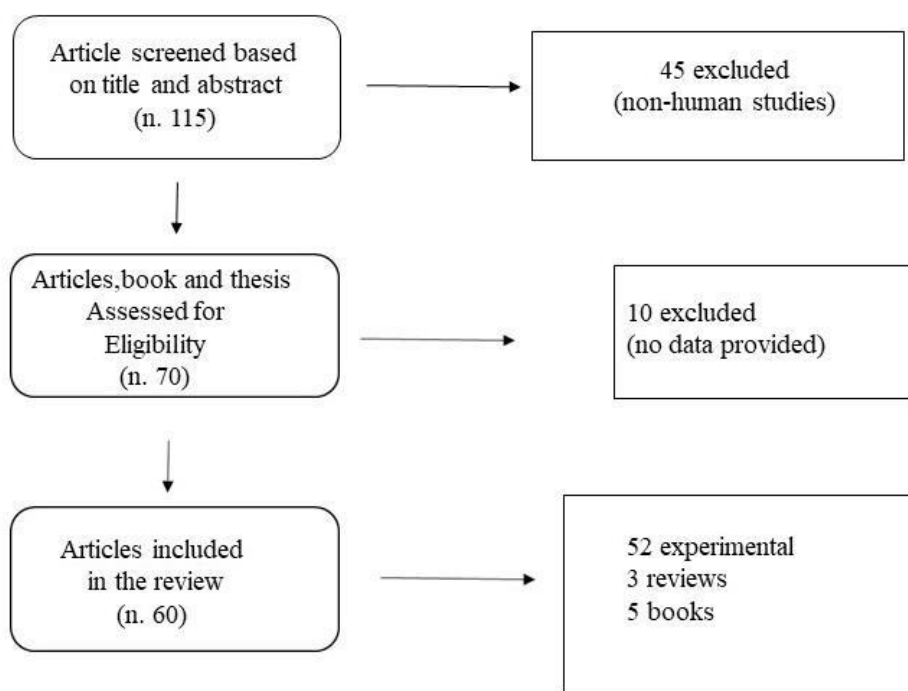 Article screened based
on title and abstract
(n. 115)
45 excluded
(non-human studies)
Articles,book and thesis
Assessed for
Eligibility
(n. 70)
10 excluded
(no data provided)
Articles included
in the review
(n. 60)
52 experimental
3 reviews
5 books